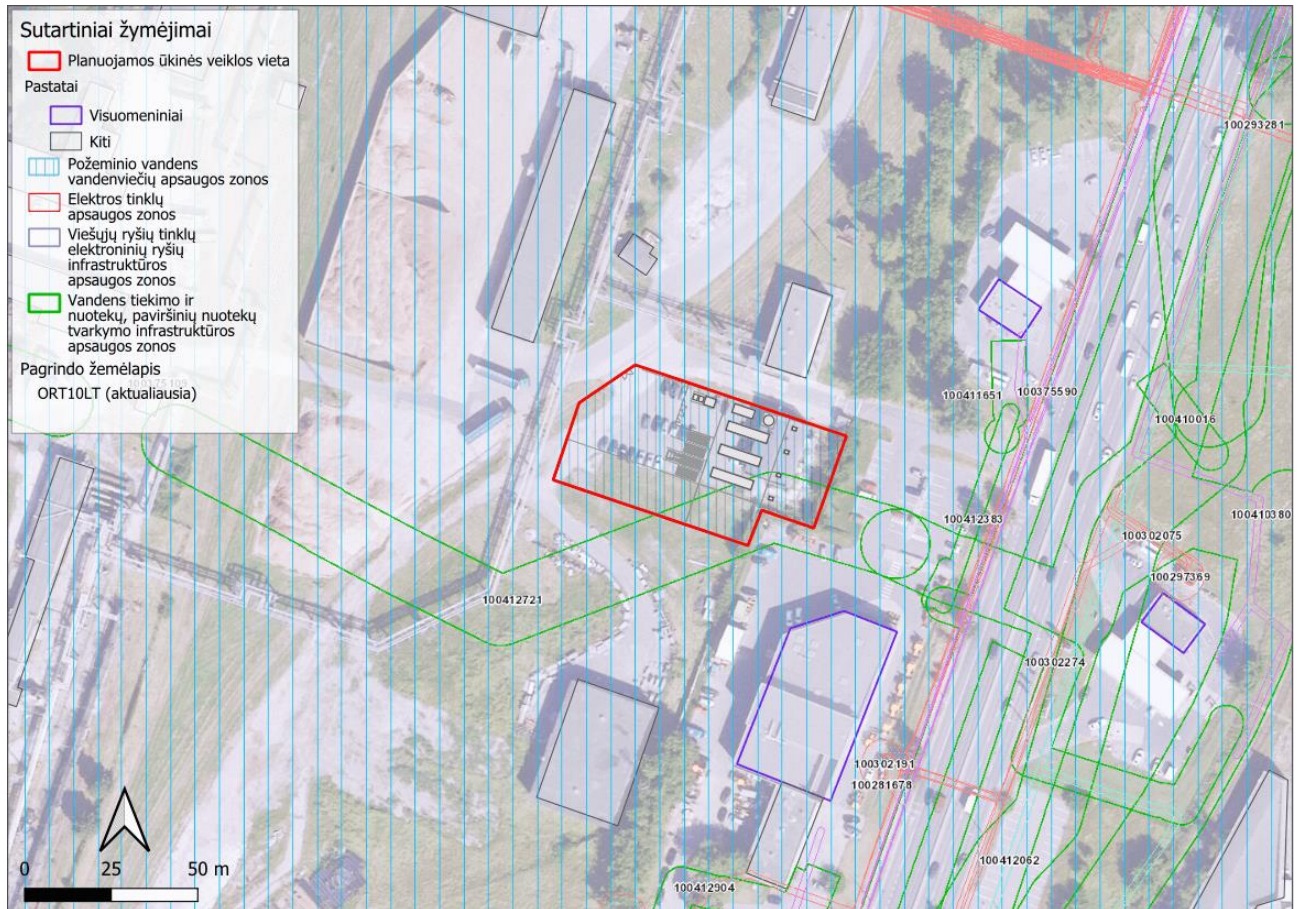 Sutartiniai žymėjimai
Planuojamos ūkinės veiklos vieta
Pastatai
Visuomeniniai
Kiti
Požeminio vandens
vandenviečių apsaugos zonos
Elektros tinklų
apsaugos zonos
Viešųjų ryšių tinklų
elektroninių ryšių
infrastruktūros
apsaugos zonos
Vandens tiekimo ir
nuotekų, paviršinių nuotekų
tvarkymo infrastruktūros
apsaugos zonos
Pagrindo žemėlapis
ORT10LT (aktualiausia)
100293281
100375109
100411651
100375590
100410016
100412383
100410380
100302075
100297369
100412721
100302274
100302191
100281678
100412062
100412904
0 25 50 m